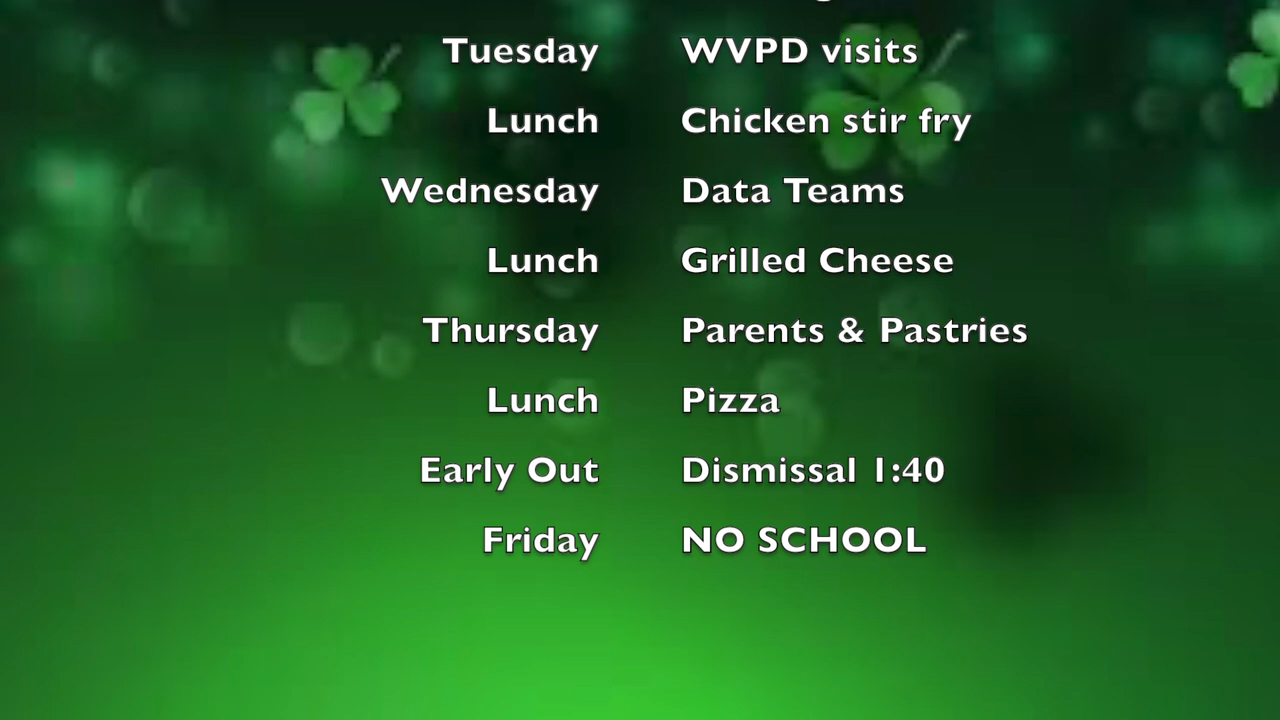 Tuesday WVPD visits
Lunch Chicken stir fry
Wednesday Data Teams
Lunch Grilled Cheese
Thursday Parents & Pastries
Lunch Pizza
Early Out Dismissal 1:40
Friday NO SCHOOL